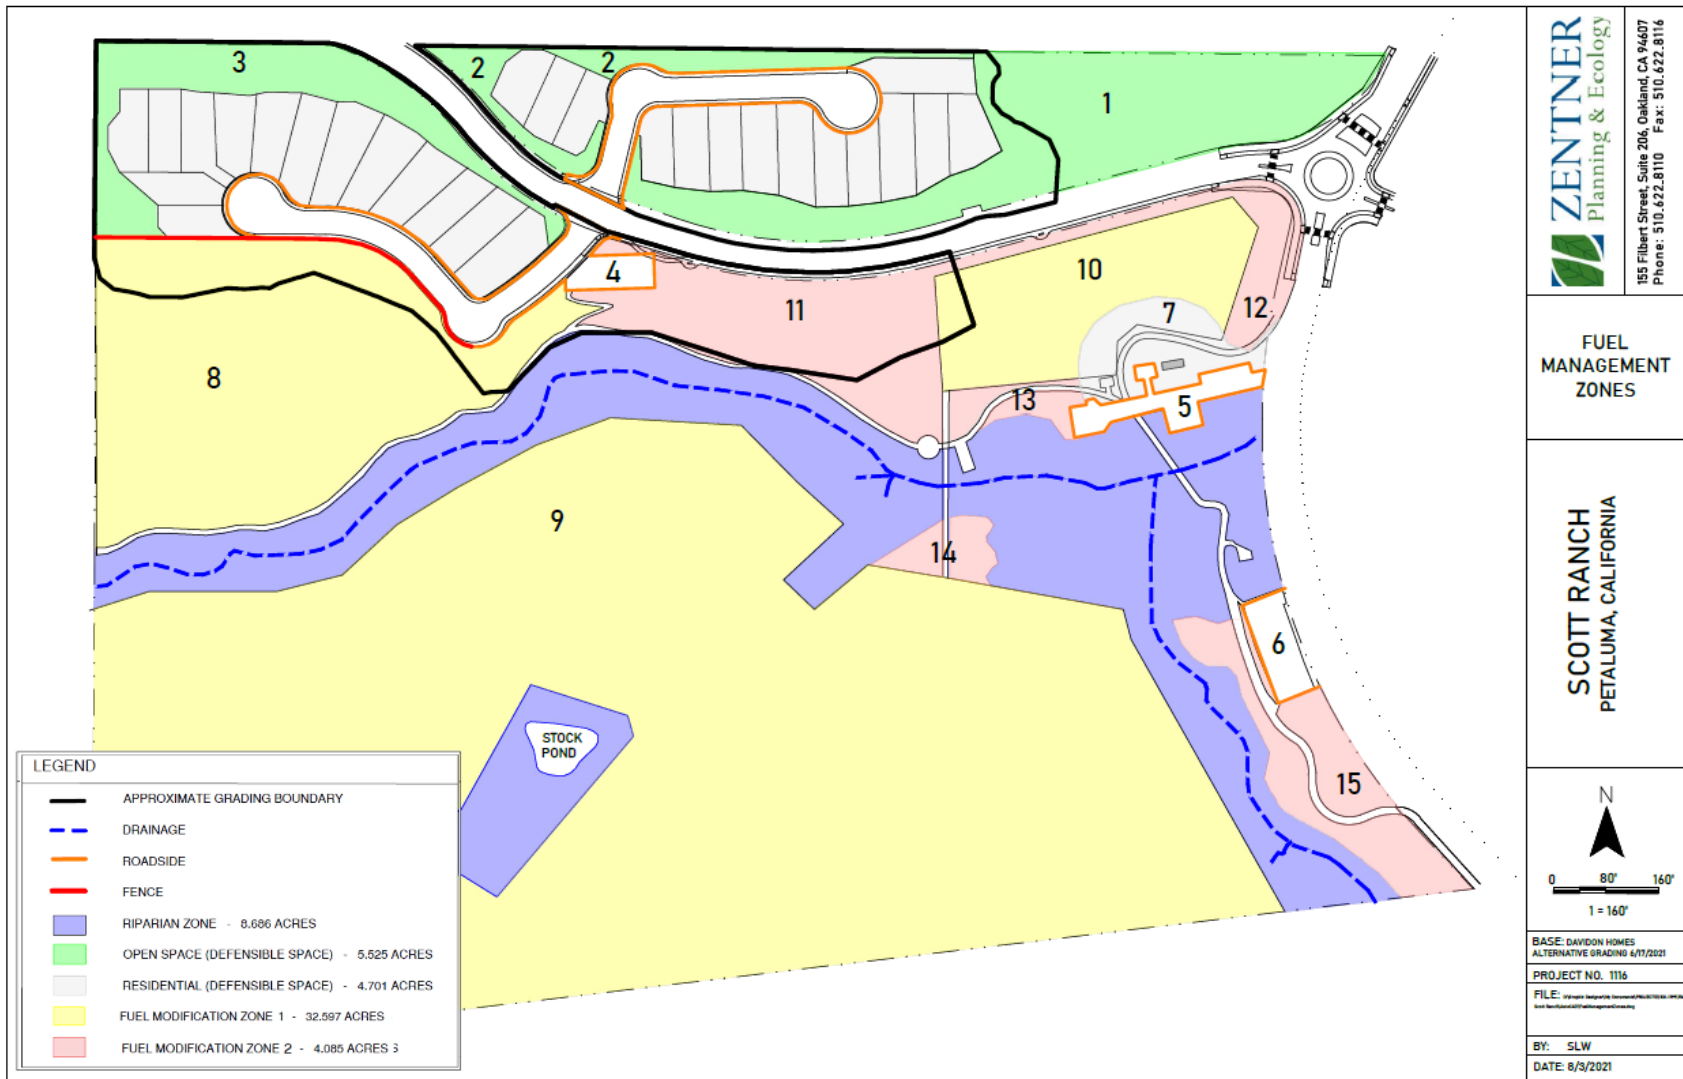 3
2
2
1
4
11
10
12
7
8
13
5
9
14
6
15
STOCK
POND
LEGEND
APPROXIMATE GRADING BOUNDARY
DRAINAGE
ROADSIDE
FENCE
RIPARIAN ZONE - 8.686 ACRES
OPEN SPACE (DEFENSIBLE SPACE) - 5.525 ACRES
RESIDENTIAL (DEFENSIBLE SPACE) - 4.701 ACRES
FUEL MODIFICATION ZONE 1 - 32.597 ACRES
FUEL MODIFICATION ZONE 2 - 4.085 ACRES
ZENTNER
Planning & Ecology
155 Filbert Street, Suite 206, Oakland, CA 94607
Phone: 510.622.8110 Fax: 510.622.8116
FUEL
MANAGEMENT
ZONES
SCOTT RANCH
PETALUMA, CALIFORNIA
N
0 80' 160'
1 = 160'
BASE: DAVIDON HOMES
ALTERNATIVE GRADING 6/17/2021
PROJECT NO. 1116
FILE:
BY: SLW
DATE: 8/3/2021